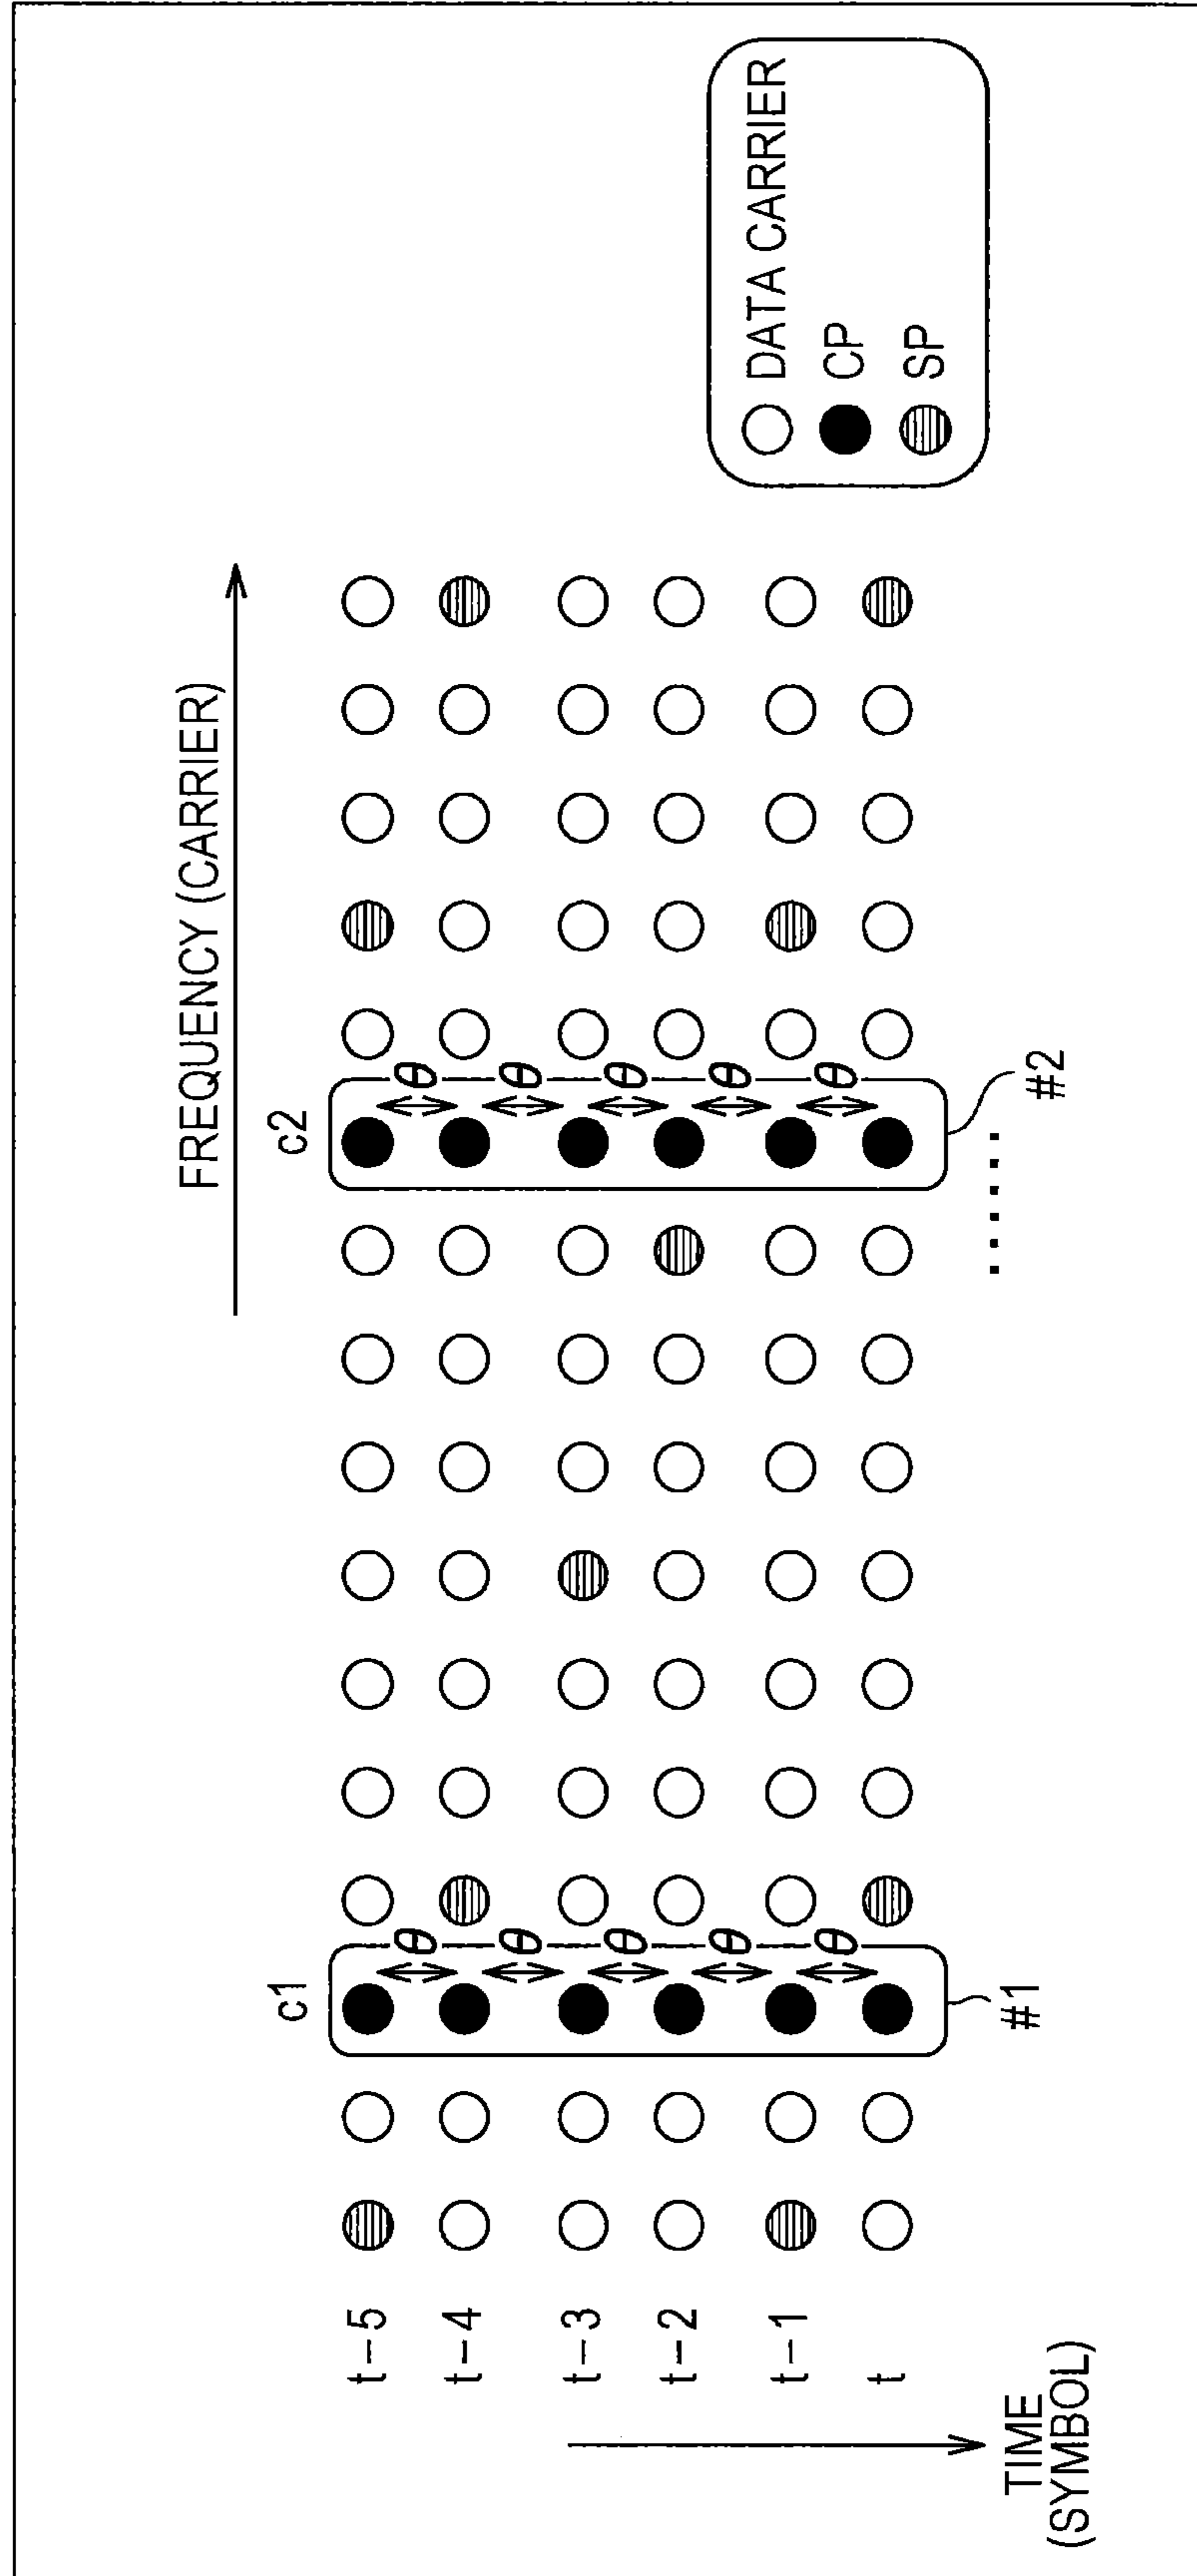 FREQUENCY (CARRIER)
c1
c2
t-5
θ
θ
t-4
θ
θ
t-3
θ
θ
t-2
θ
θ
t-1
θ
θ
t
#1
#2
......
TIME
(SYMBOL)
DATA CARRIER
CP
SP